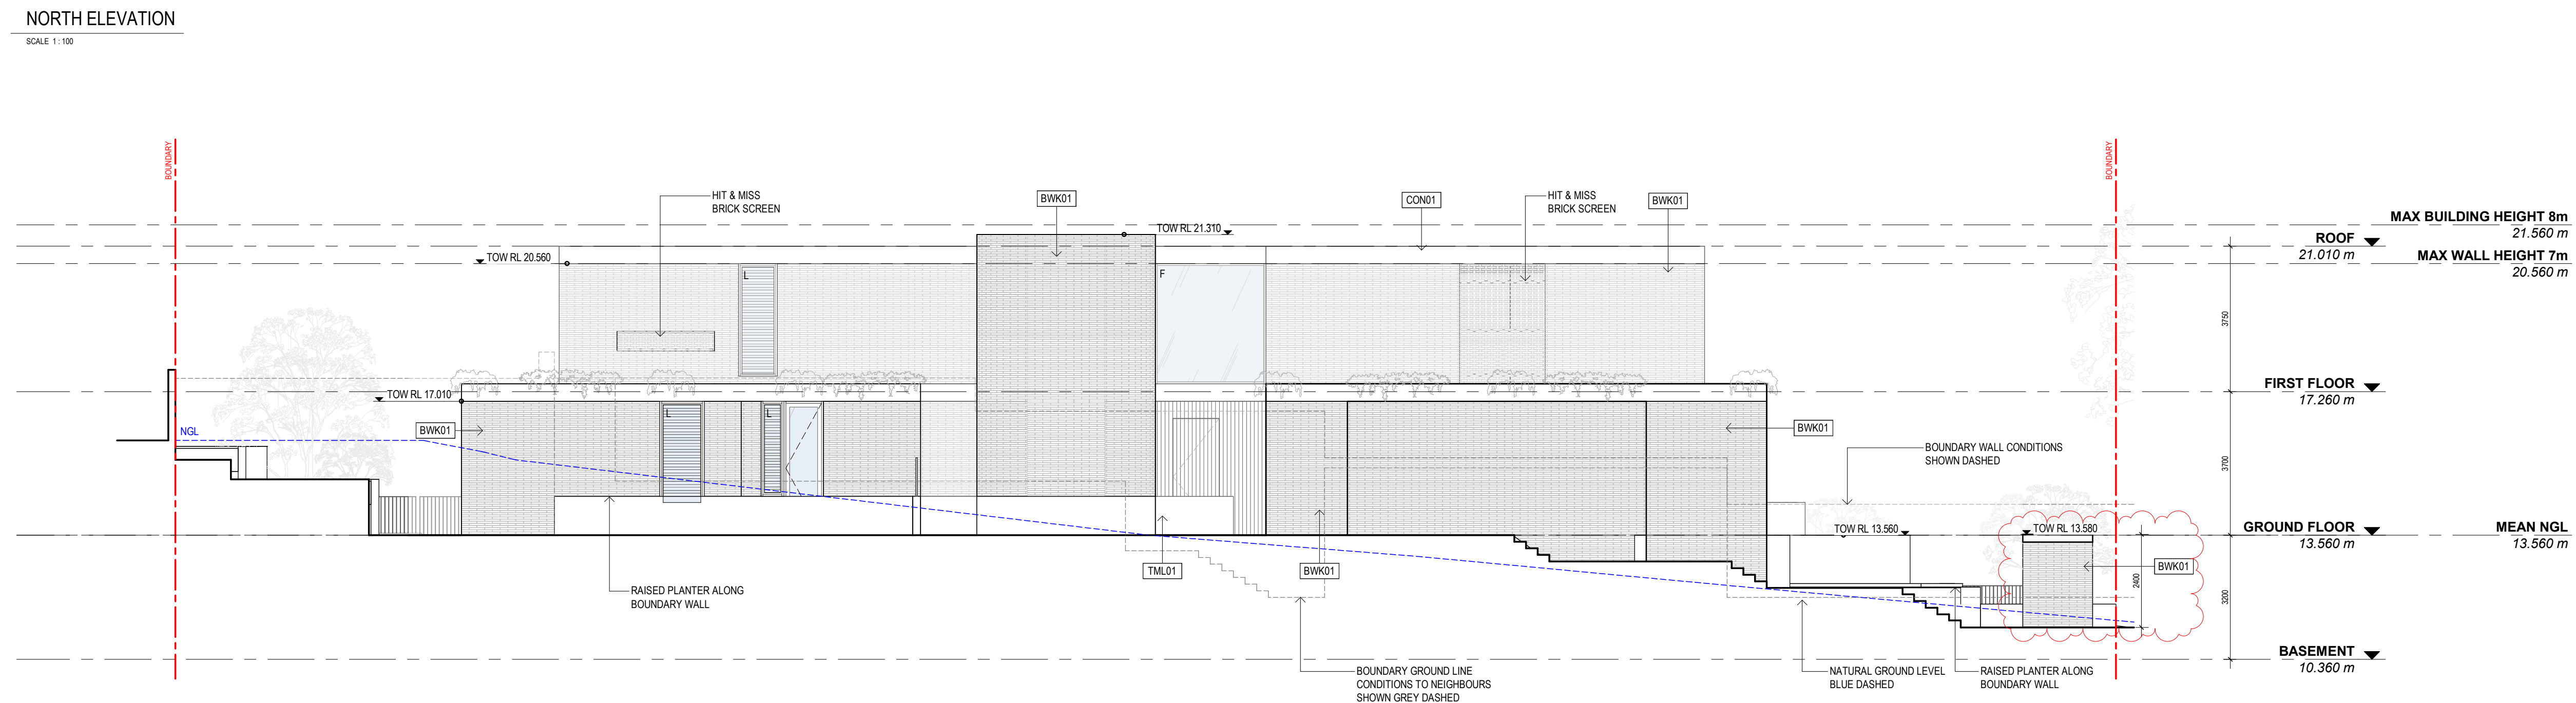 NORTH ELEVATION
SCALE 1 : 100
BOUNDARY
BOUNDARY
HIT & MISS
BRICK SCREEN
BWK01
CON01
HIT & MISS
BRICK SCREEN
BWK01
MAX BUILDING HEIGHT 8m
21.560 m
TOW RL 21.310
ROOF
21.010 m
MAX WALL HEIGHT 7m
20.560 m
TOW RL 20.560
L
F
3750
FIRST FLOOR
17.260 m
TOW RL 17.010
L
L
NGL
BWK01
BWK01
BOUNDARY WALL CONDITIONS
SHOWN DASHED
3700
TOW RL 13.560
TOW RL 13.580
GROUND FLOOR
13.560 m
MEAN NGL
13.560 m
TML01
BWK01
BWK01
2400
3200
RAISED PLANTER ALONG
BOUNDARY WALL
BASEMENT
10.360 m
BOUNDARY GROUND LINE
CONDITIONS TO NEIGHBOURS
SHOWN GREY DASHED
NATURAL GROUND LEVEL
BLUE DASHED
RAISED PLANTER ALONG
BOUNDARY WALL